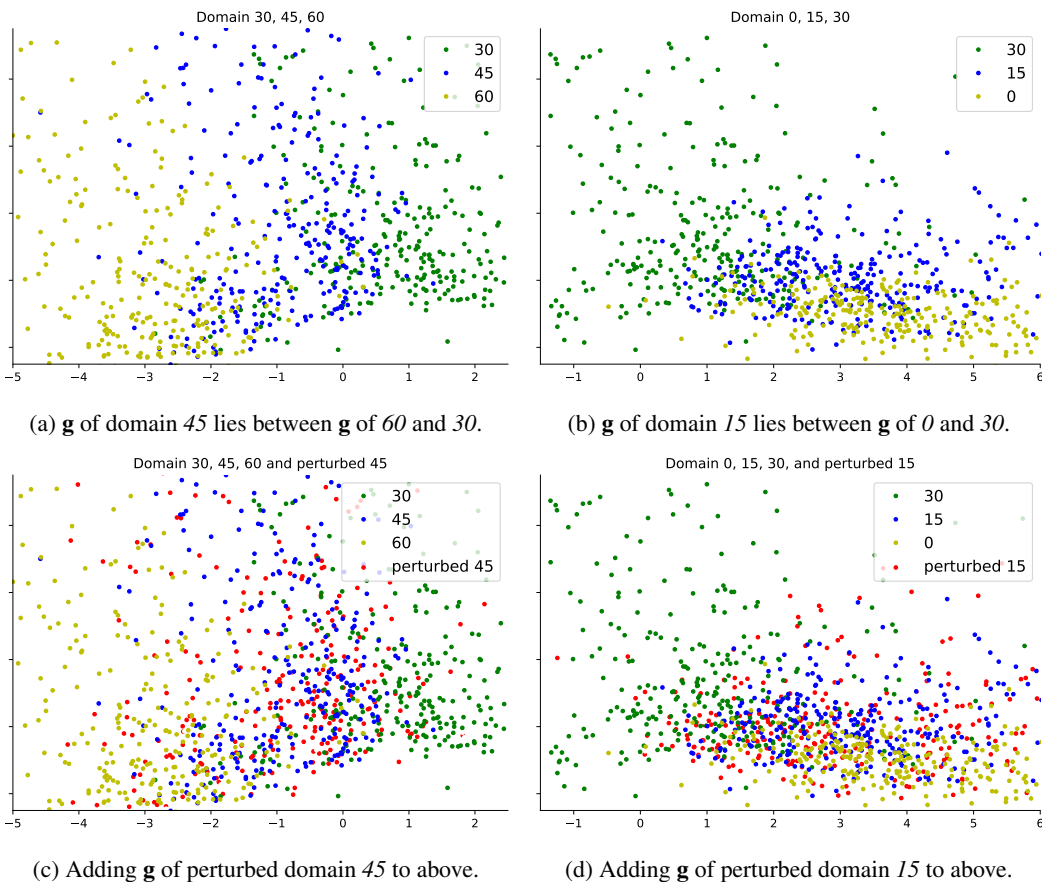 Domain 30, 45, 60
30
45
60
−5 −4 −3 −2 −1 0 1 2
(a) g of domain 45 lies between g of 60 and 30.
Domain 0, 15, 30
30
15
0
−1 0 1 2 3 4 5 6
(b) g of domain 15 lies between g of 0 and 30.
Domain 30, 45, 60 and perturbed 45
30
45
60
perturbed 45
−5 −4 −3 −2 −1 0 1 2
(c) Adding g of perturbed domain 45 to above.
Domain 0, 15, 30, and perturbed 15
30
15
0
perturbed 15
−1 0 1 2 3 4 5 6
(d) Adding g of perturbed domain 15 to above.